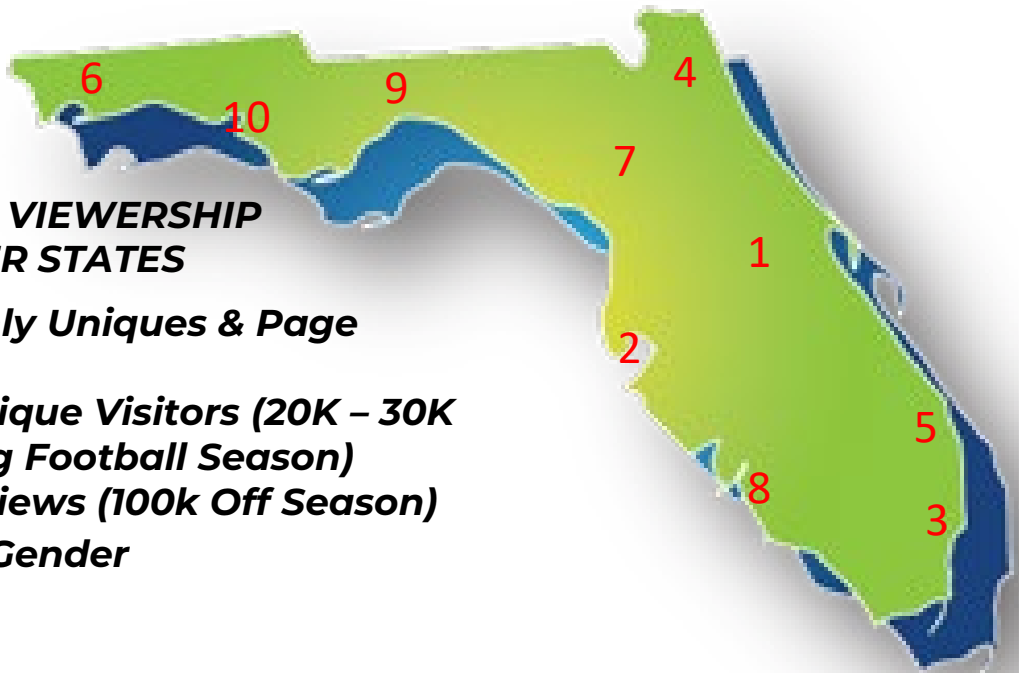 6
9
4
10
7
VIEWERSHIP
R STATES
1
ly Uniques & Page
2
ique Visitors (20K – 30K
5
g Football Season)
8
iews (100k Off Season)
3
Gender